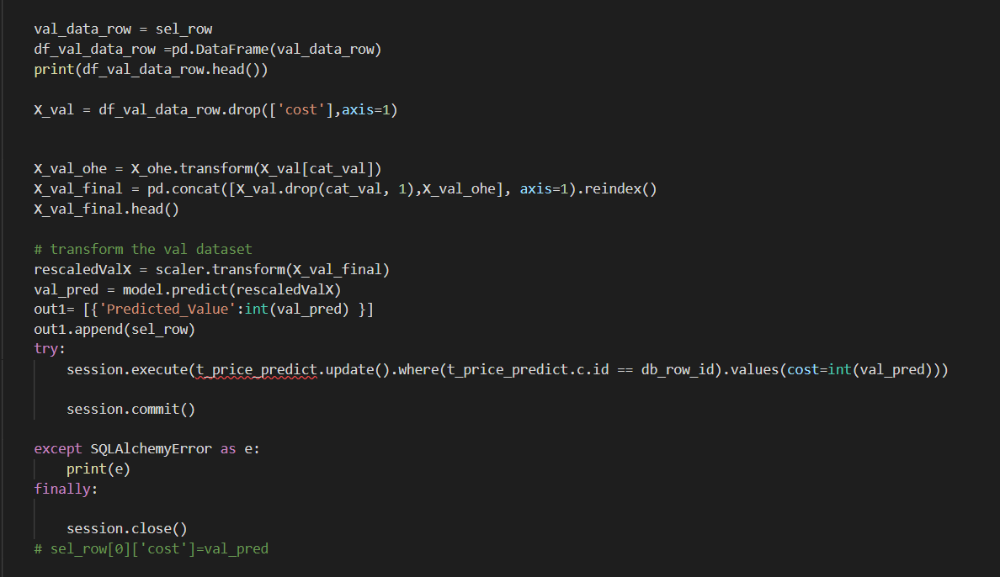 val_data_row = sel_row
df_val_data_row =pd.DataFrame(val_data_row)
print(df_val_data_row.head())
X_val = df_val_data_row.drop(['cost'],axis=1)
X_val_ohe = X_ohe.transform(X_val[cat_val])
X_val_final = pd.concat([X_val.drop(cat_val, 1),X_val_ohe], axis=1).reindex()
X_val_final.head()
# transform the val dataset
rescaledValX = scaler.transform(X_val_final)
val_pred = model.predict(rescaledValX)
out1= [{'Predicted_Value':int(val_pred) }]
out1.append(sel_row)
try:
    session.execute(t_price_predict.update().where(t_price_predict.c.id == db_row_id).values(cost=int(val_pred)))
    session.commit()
except SQLAlchemyError as e:
    print(e)
finally:
    session.close()
# sel_row[0]['cost']=val_pred